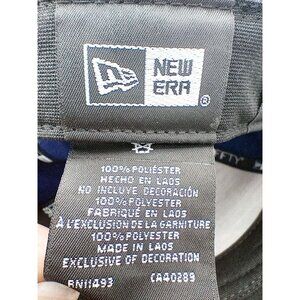 NEW
ERA
®
100% POLIÉSTER
HECHO EN LAOS
NO INCLUYE DECORACIÓN
100% POLYESTER
FABRIQUÉ EN LAOS
À L'EXCLUSION DE LA GARNITURE
100% POLYESTER
MADE IN LAOS
EXCLUSIVE OF DECORATION
RN11493 CA40289